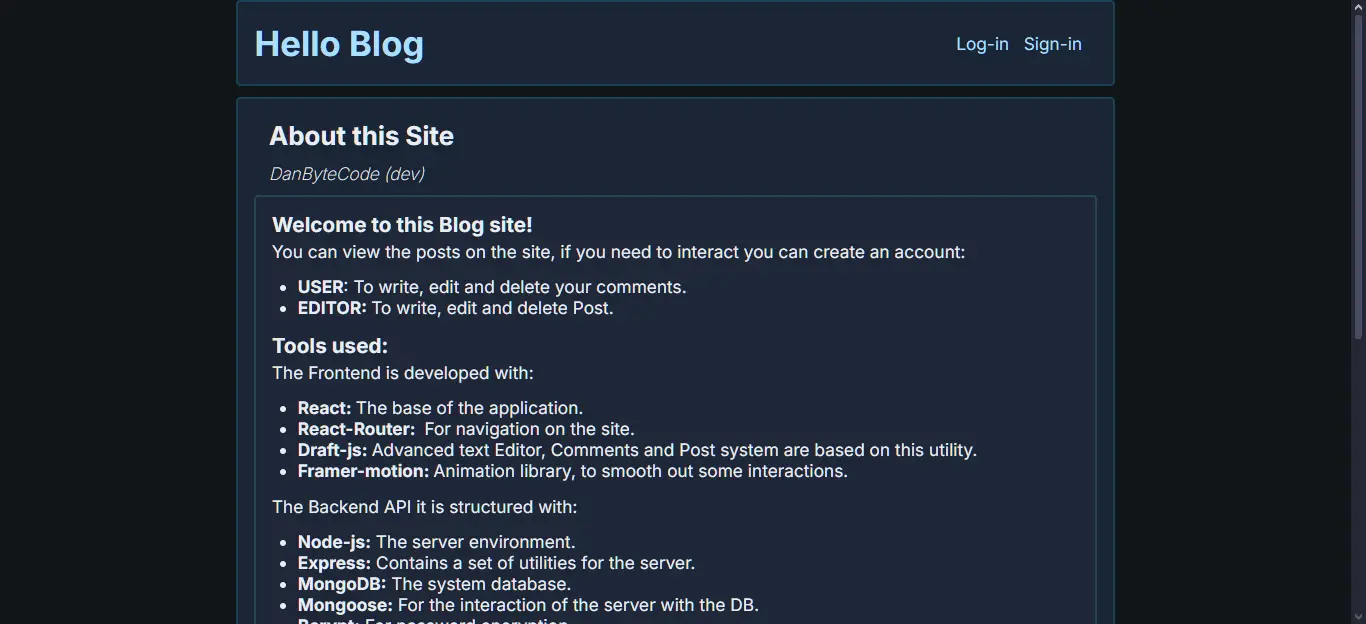 Hello Blog
Log-in Sign-in
About this Site
DanByteCode (dev)
Welcome to this Blog site!
You can view the posts on the site, if you need to interact you can create an account:
• USER: To write, edit and delete your comments.
• EDITOR: To write, edit and delete Post.
Tools used:
The Frontend is developed with:
• React: The base of the application.
• React-Router:  For navigation on the site.
• Draft-js: Advanced text Editor, Comments and Post system are based on this utility.
• Framer-motion: Animation library, to smooth out some interactions.
The Backend API it is structured with:
• Node-js: The server environment.
• Express: Contains a set of utilities for the server.
• MongoDB: The system database.
• Mongoose: For the interaction of the server with the DB.